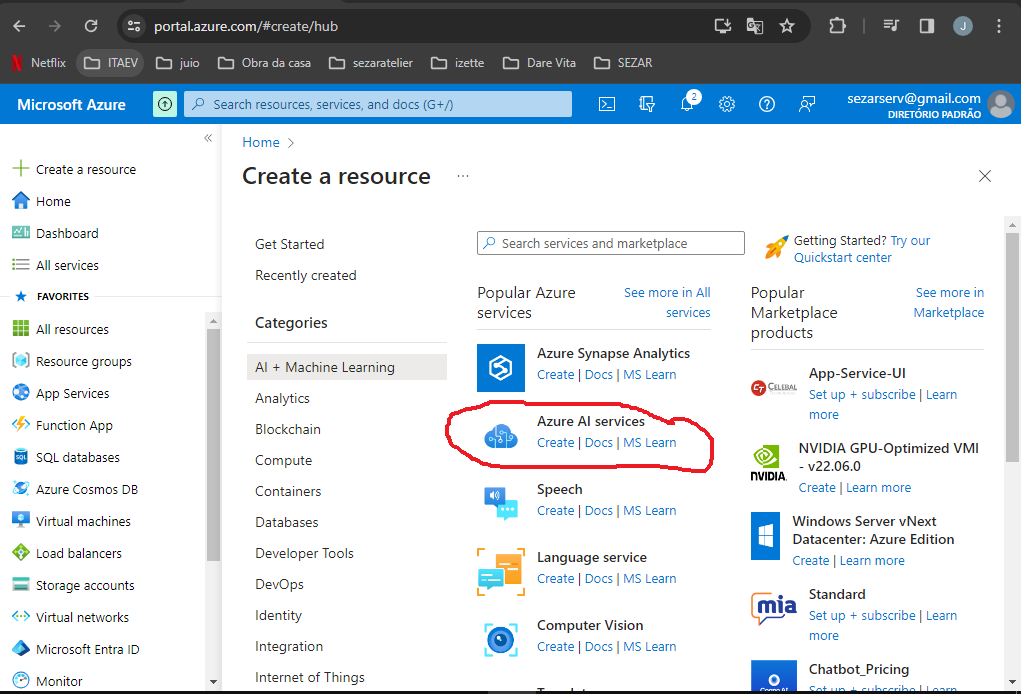 portal.azure.com/#create/hub
J
Netflix
ITAEV
juio
Obra da casa
sezaratelier
izette
Dare Vita
SEZAR
Microsoft Azure
Search resources, services, and docs (G+/)
2
sezarserv@gmail.com
DIRETÓRIO PADRÃO
Create a resource
Home
Dashboard
All services
FAVORITES
All resources
Resource groups
App Services
Function App
SQL databases
Azure Cosmos DB
Virtual machines
Load balancers
Storage accounts
Virtual networks
Microsoft Entra ID
Monitor
Home >
Create a resource ...
Get Started
Recently created
Categories
AI + Machine Learning
Analytics
Blockchain
Compute
Containers
Databases
Developer Tools
DevOps
Identity
Integration
Internet of Things
Search services and marketplace
Getting Started? Try our
Quickstart center
Popular Azure
services
See more in All
services
Azure Synapse Analytics
Create | Docs | MS Learn
Azure AI services
Create | Docs | MS Learn
Speech
Create | Docs | MS Learn
Language service
Create | Docs | MS Learn
Computer Vision
Create | Docs | MS Learn
Popular
Marketplace
products
See more in
Marketplace
CELEBAL
App-Service-UI
Set up + subscribe | Learn
more
NVIDIA.
NVIDIA GPU-Optimized VMI
- v22.06.0
Create | Learn more
Windows Server vNext
Datacenter: Azure Edition
Create | Learn more
mia
Standard
Set up + subscribe | Learn
more
Chatbot_Pricing
Set up + subscribe | Learn